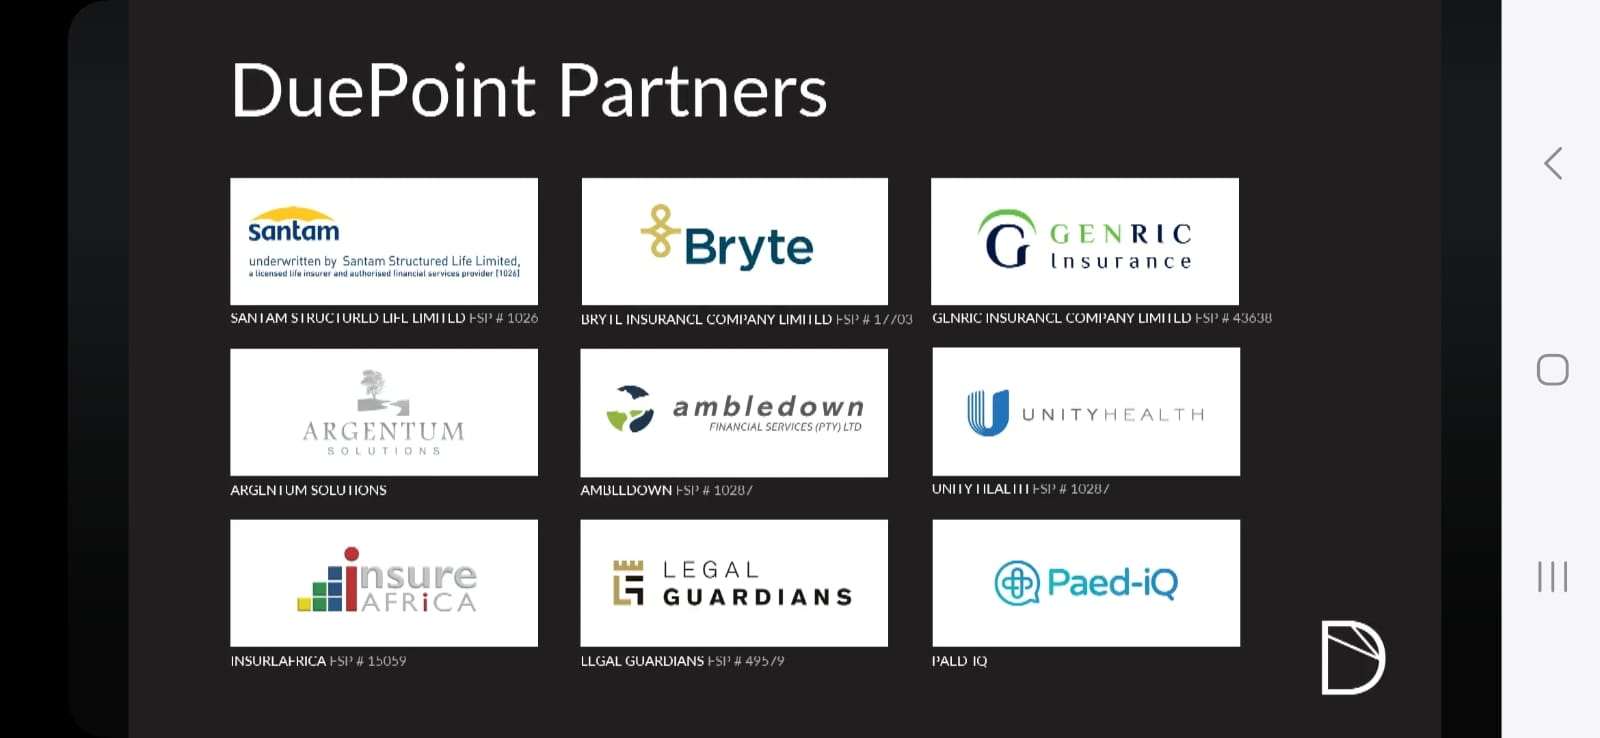 DuePoint Partners
santam
underwritten by Santam Structured Life Limited,
a licensed life insurer and authorised financial services provider [1026]
SANTAM STRUCTURED LIFE LIMITED FSP # 1026
Bryte
BRYTE INSURANCE COMPANY LIMITED FSP # 17703
GENRIC
Insurance
GENRIC INSURANCE COMPANY LIMITED FSP # 43638
ARGENTUM
SOLUTIONS
ARGENTUM SOLUTIONS
ambledown
FINANCIAL SERVICES (PTY) LTD
AMBLEDOWN FSP # 10287
UNITYHEALTH
UNITY HEALTH FSP # 10287
insure
AFRiCA
INSUREAFRICA FSP # 15059
LEGAL
GUARDIANS
LEGAL GUARDIANS FSP # 49579
Paed-iQ
PAED IQ